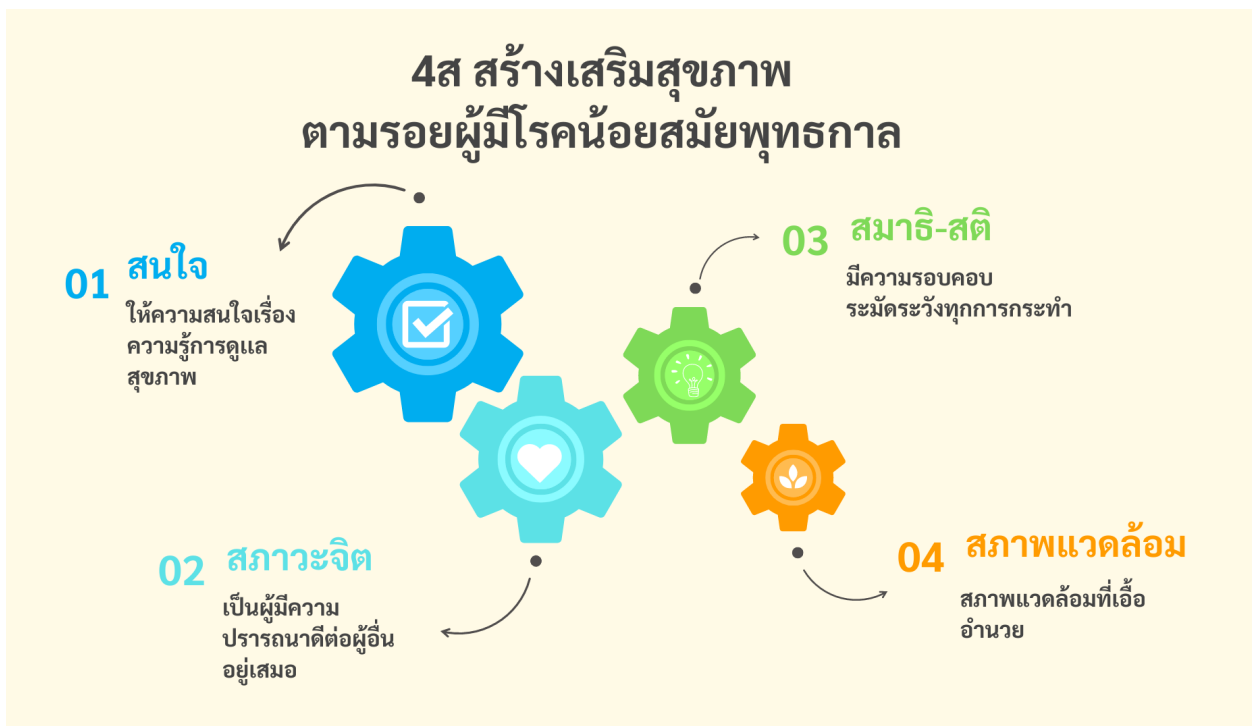 4ส สร้างเสริมสุขภาพ
ตามรอยผู้มีโรคน้อยสมัยพุทธกาล
01 สนใจ
ให้ความสนใจเรื่อง
ความรู้การดูแล
สุขภาพ
02 สภาวะจิต
เป็นผู้มีความ
ปรารถนาดีต่อผู้อื่น
อยู่เสมอ
03 สมาธิ-สติ
มีความรอบคอบ
ระมัดระวังทุกการกระทำ
04 สภาพแวดล้อม
สภาพแวดล้อมที่เอื้อ
อำนวย